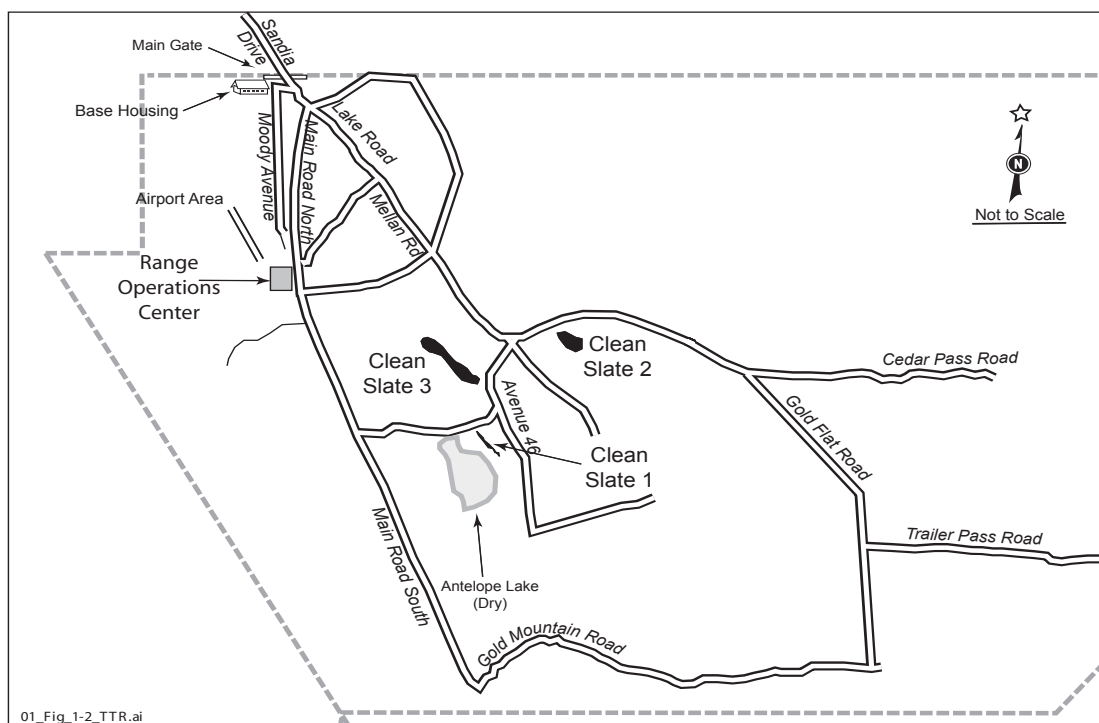 Sandia
Drive
Main Gate
Base Housing
Moody Avenue
Main Road North
Lake Road
Mellan Rd
Airport Area
Range
Operations
Center
N
Not to Scale
Clean
Slate 3
Clean
Slate 2
Cedar Pass Road
Gold Flat Road
Avenue 46
Clean
Slate 1
Main Road South
Antelope Lake
(Dry)
Trailer Pass Road
Gold Mountain Road
01_Fig_1-2_TTR.ai